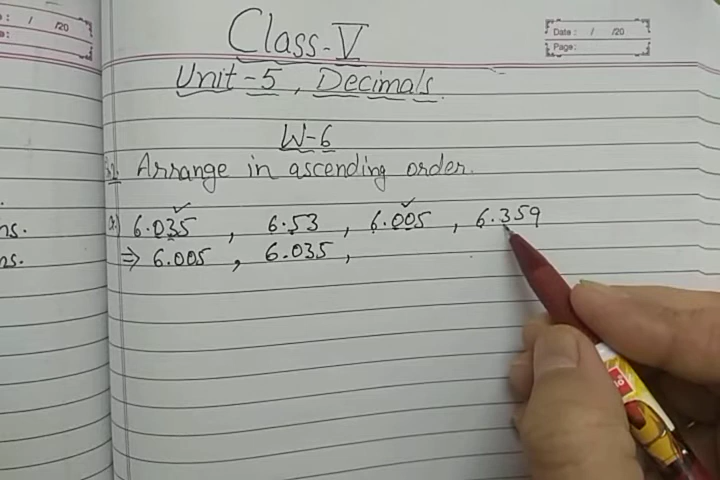 Class-V
Date: / /20
Page:
: / /20
Unit-5, Decimals.
W-6
Arrange in ascending order.
6.035 , 6.53 , 6.005 , 6.359
⇒ 6.005 , 6.035 ,